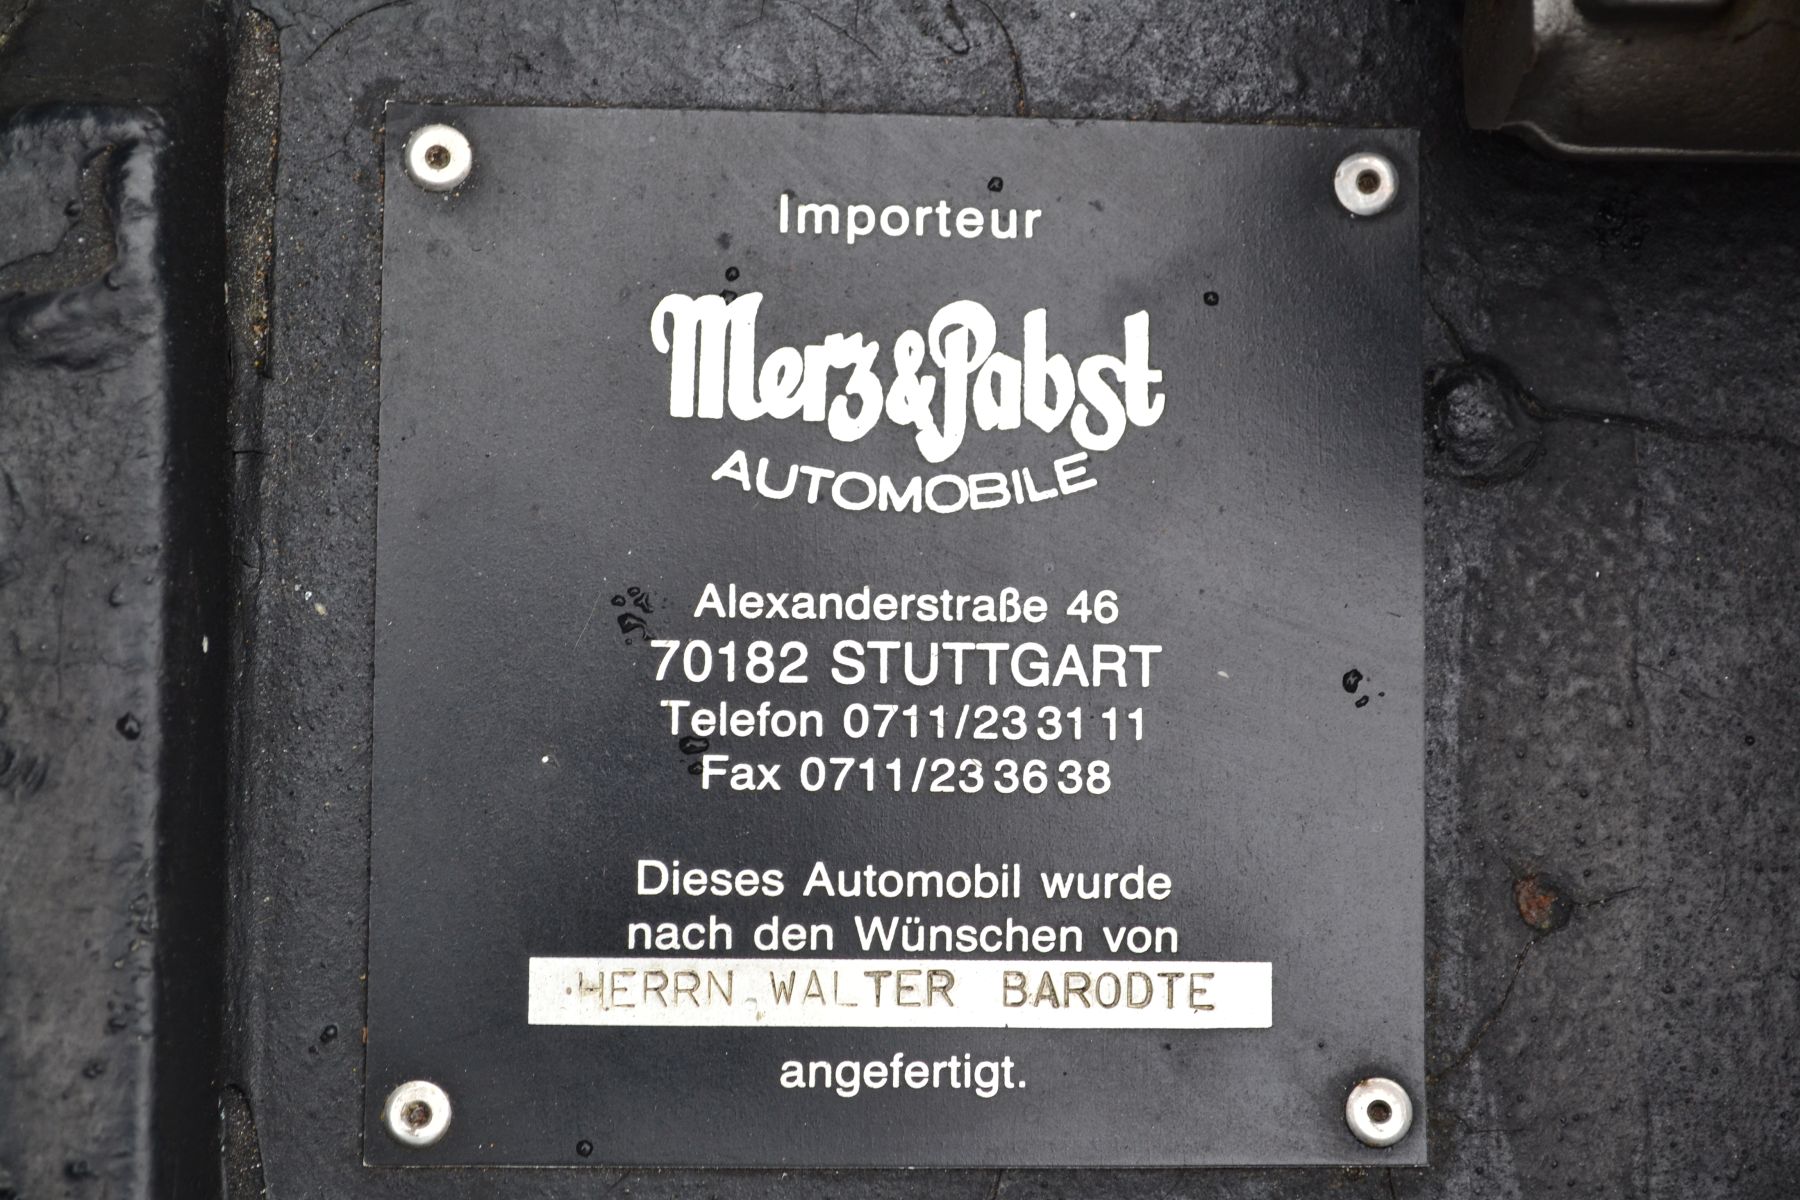 Importeur
Merz & Pabst
AUTOMOBILE
Alexanderstraße 46
70182 STUTTGART
Telefon 0711/23 31 11
Fax 0711/23 36 38
Dieses Automobil wurde
nach den Wünschen von
HERRN WALTER BARODTE
angefertigt.